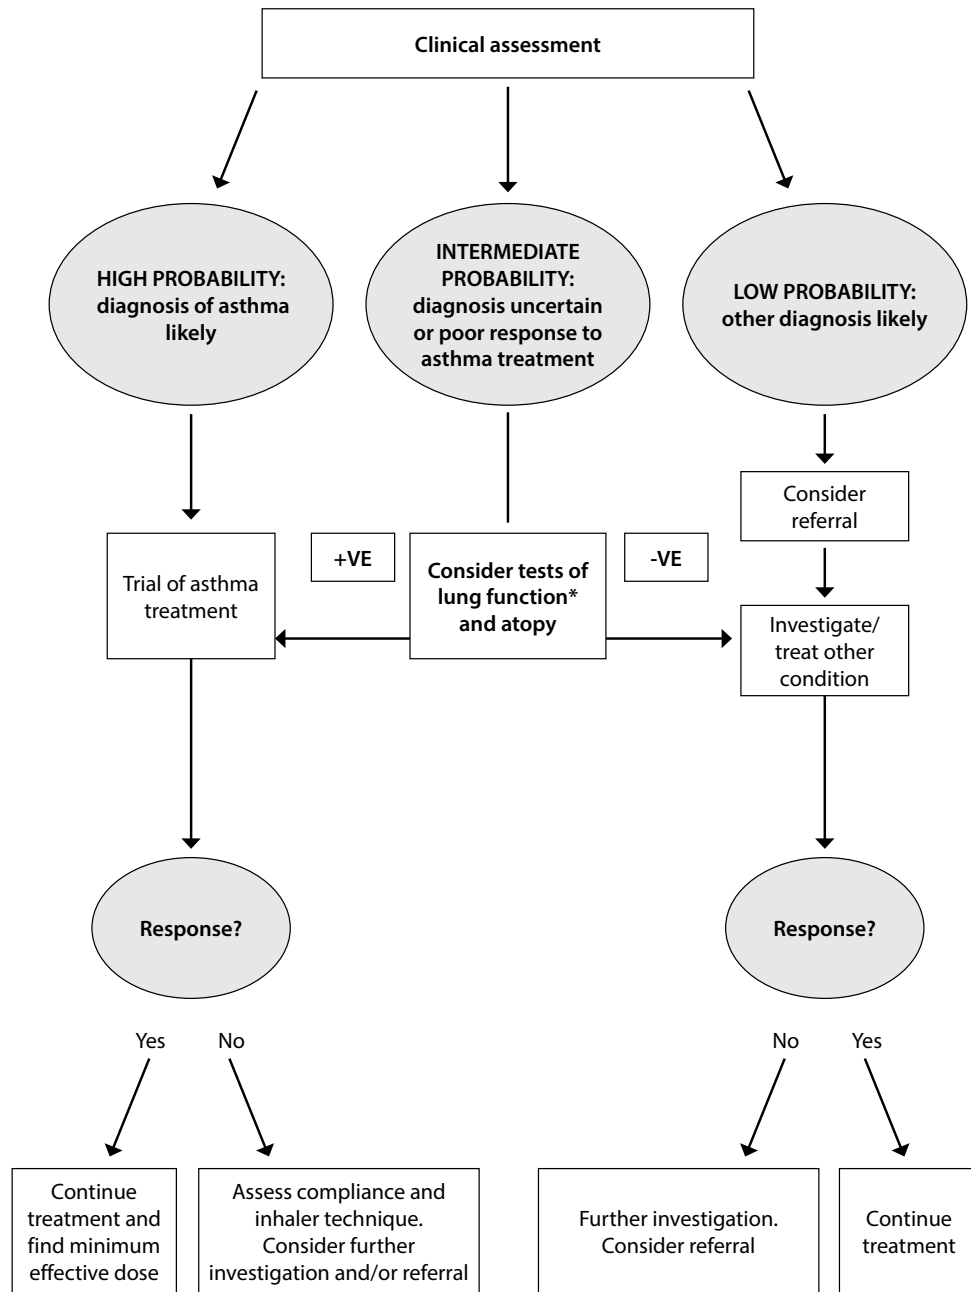 Clinical assessment
HIGH PROBABILITY:
diagnosis of asthma
likely
INTERMEDIATE
PROBABILITY:
diagnosis uncertain
or poor response to
asthma treatment
LOW PROBABILITY:
other diagnosis likely
Consider
referral
Trial of asthma
treatment
+VE
Consider tests of
lung function*
and atopy
-VE
Investigate/
treat other
condition
Response?
Response?
Yes
No
No
Yes
Continue
treatment and
find minimum
effective dose
Assess compliance and
inhaler technique.
Consider further
investigation and/or referral
Further investigation.
Consider referral
Continue
treatment